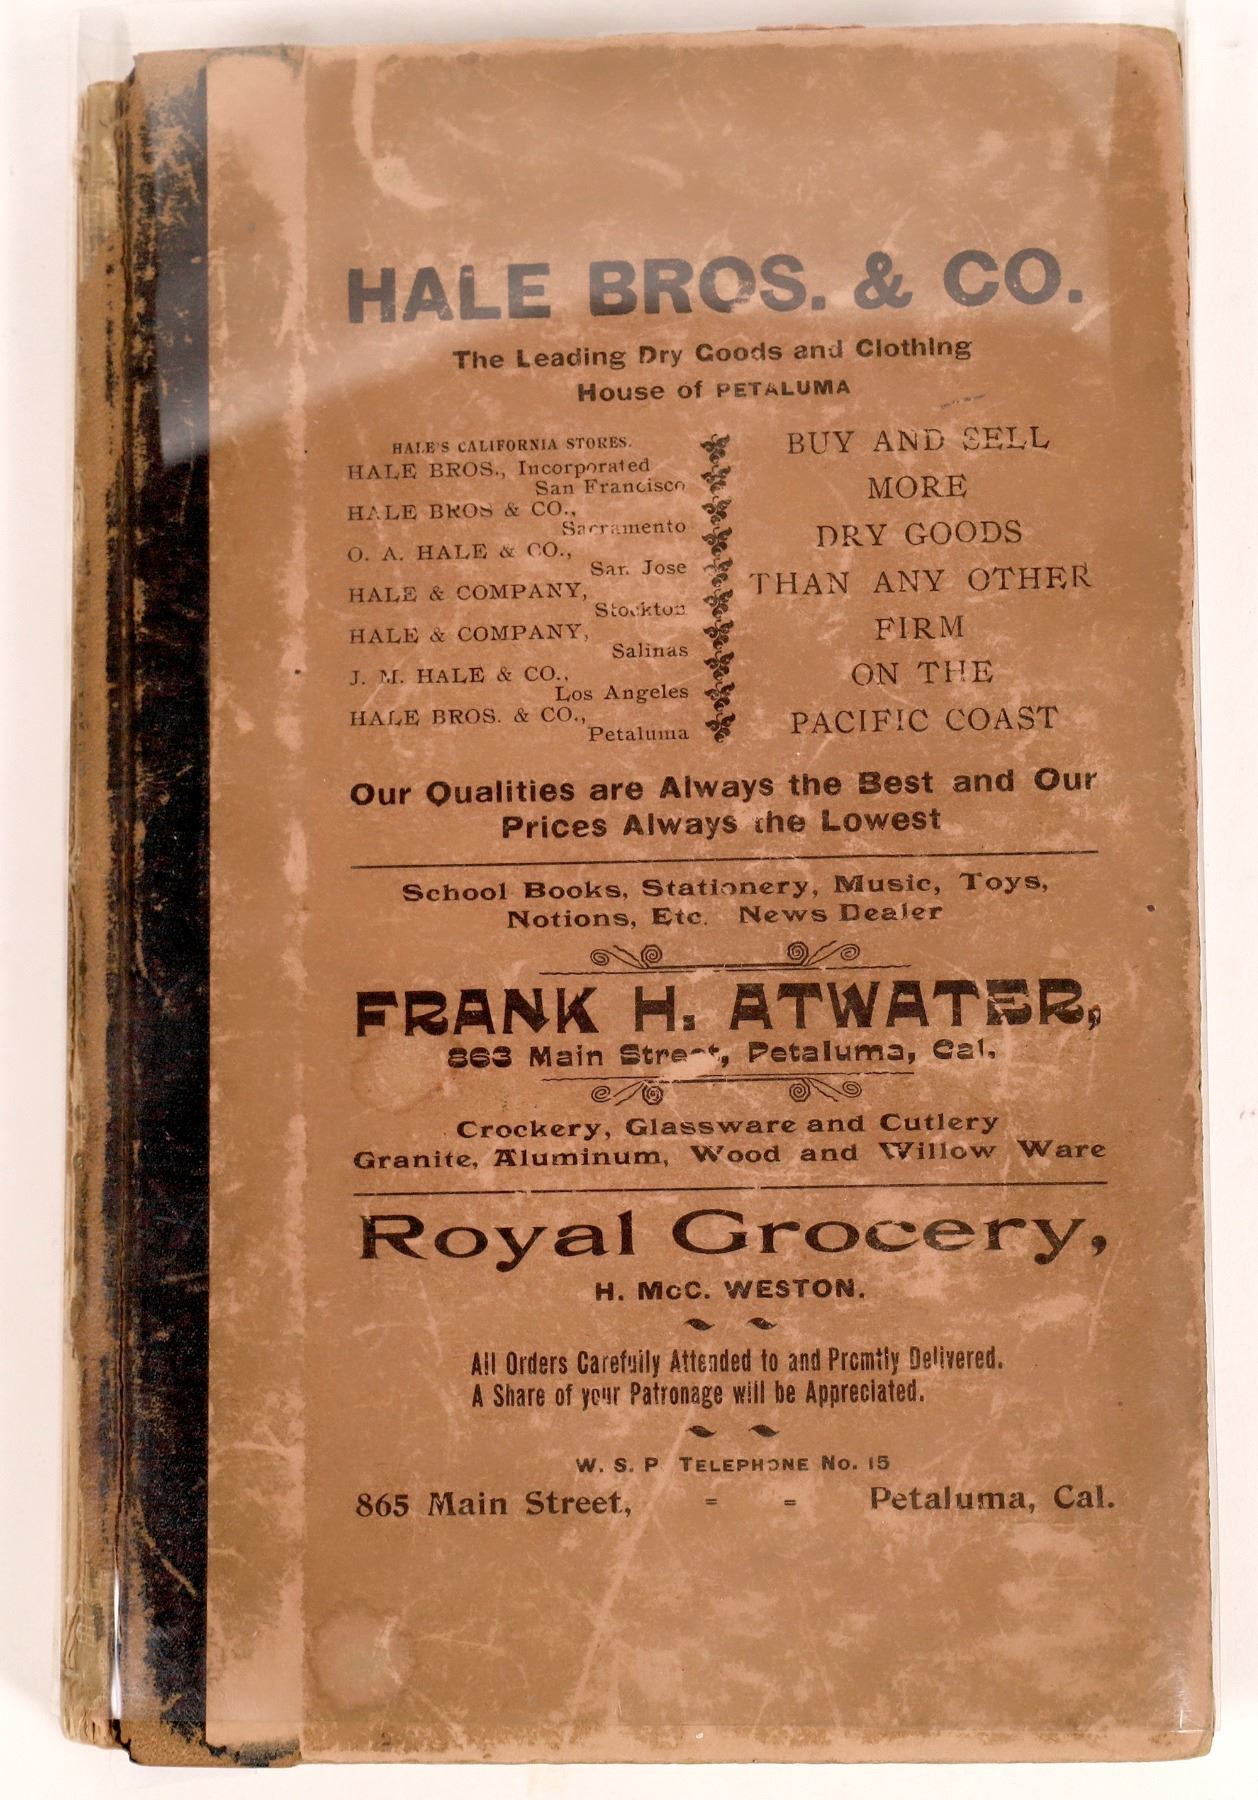 HALE BROS. & CO.
The Leading Dry Goods and Clothing
House of PETALUMA
HALE'S CALIFORNIA STORES.
HALE BROS., Incorporated
San Francisco
HALE BROS & CO.,
Sacramento
O. A. HALE & CO.,
San Jose
HALE & COMPANY,
Stockton
HALE & COMPANY,
Salinas
J. M. HALE & CO.,
Los Angeles
HALE BROS. & CO.,
Petaluma
BUY AND SELL
MORE
DRY GOODS
THAN ANY OTHER
FIRM
ON THE
PACIFIC COAST
Our Qualities are Always the Best and Our
Prices Always the Lowest
School Books, Stationery, Music, Toys,
Notions, Etc. News Dealer
FRANK H. ATWATER,
863 Main Street, Petaluma, Cal.
Crockery, Glassware and Cutlery
Granite, Aluminum, Wood and Willow Ware
Royal Grocery,
H. McC. WESTON.
All Orders Carefully Attended to and Promtly Delivered.
A Share of your Patronage will be Appreciated.
W. S. P TELEPHONE NO. 15
865 Main Street, = = Petaluma, Cal.